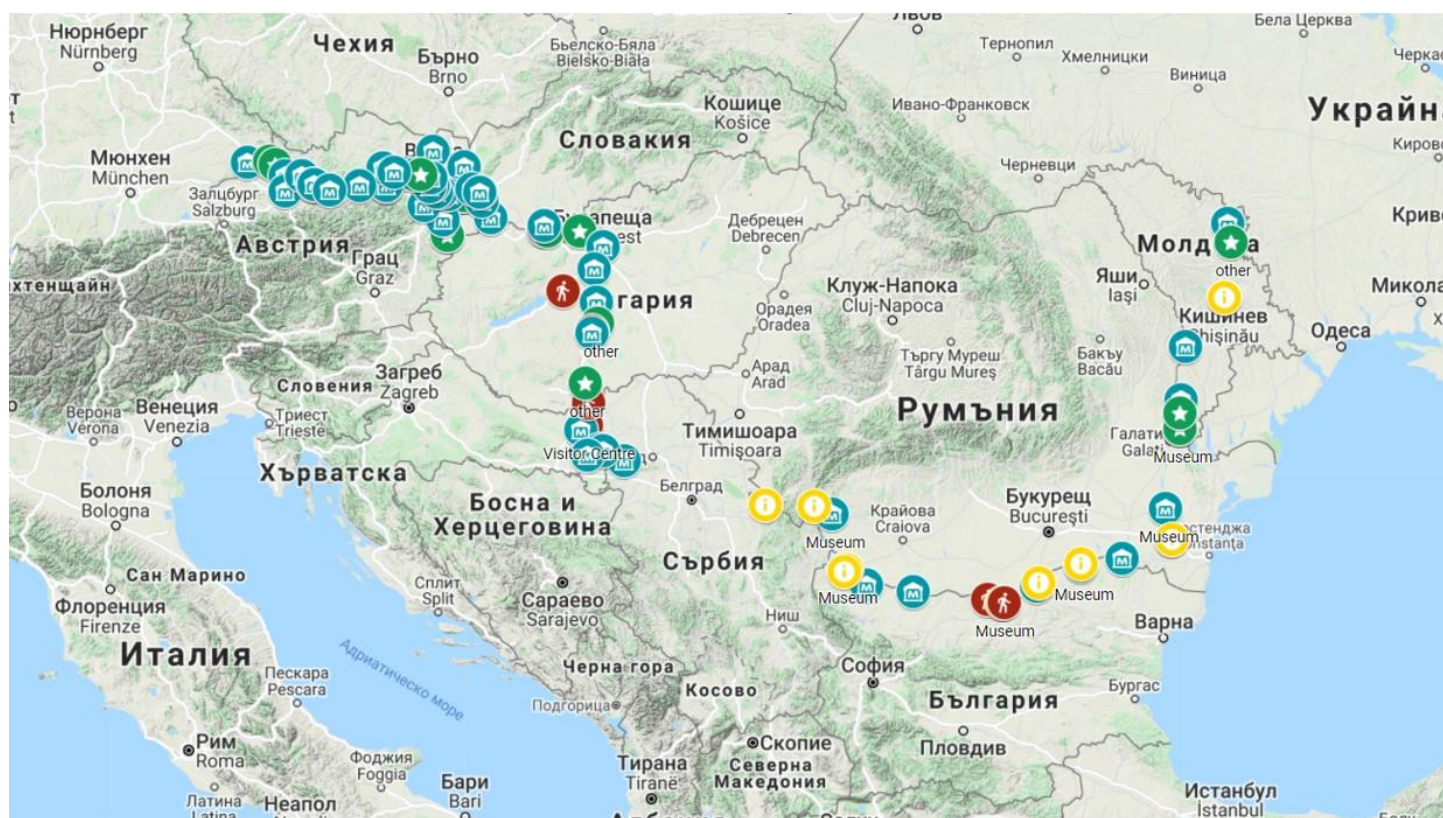 Нюрнберг
Nürnberg
Чехия
Бърно
Brno
Бьелско-Бяла
Bielsko-Biała
Тернопил
Хмелницки
Бела Церква
Виница
Ивано-Франковск
Украйн
Кошице
Košice
Словакия
Мюнхен
München
Черневци
Залцбург
Salzburg
Австрия
Грац
Graz
Дебрецен
Debrecen
Молд
other
Яши
Iaşi
Клуж-Напока
Cluj-Napoca
гария
Орадея
Oradea
Кишинев
Chişinău
Одеса
other
Търгу Муреш
Târgu Mureş
Бакъу
Bacău
Арад
Arad
Загреб
Zagreb
Словения
Верона
Verona
Венеция
Venezia
Триест
Trieste
other
Румъния
Тимишоара
Timişoara
Visitor Centre
Museum
Хърватска
Болоня
Bologna
Белград
Босна и
Херцеговина
Крайова
Craiova
Букурещ
Bucureşti
Museum
Museum
Сърбия
Сан Марино
Флоренция
Firenze
Сплит
Split
Сараево
Sarajevo
Museum
Museum
Museum
Ниш
Варна
Италия
Адриатическо море
Пескара
Pescara
Черна гора
Подгорица
Косово
София
България
Бургас
Рим
Roma
Фоджия
Foggia
Скопие
Северна
Македония
Пловдив
Тирана
Tiranë
Бари
Bari
Латина
Неапол
Истанбул
İstanbul